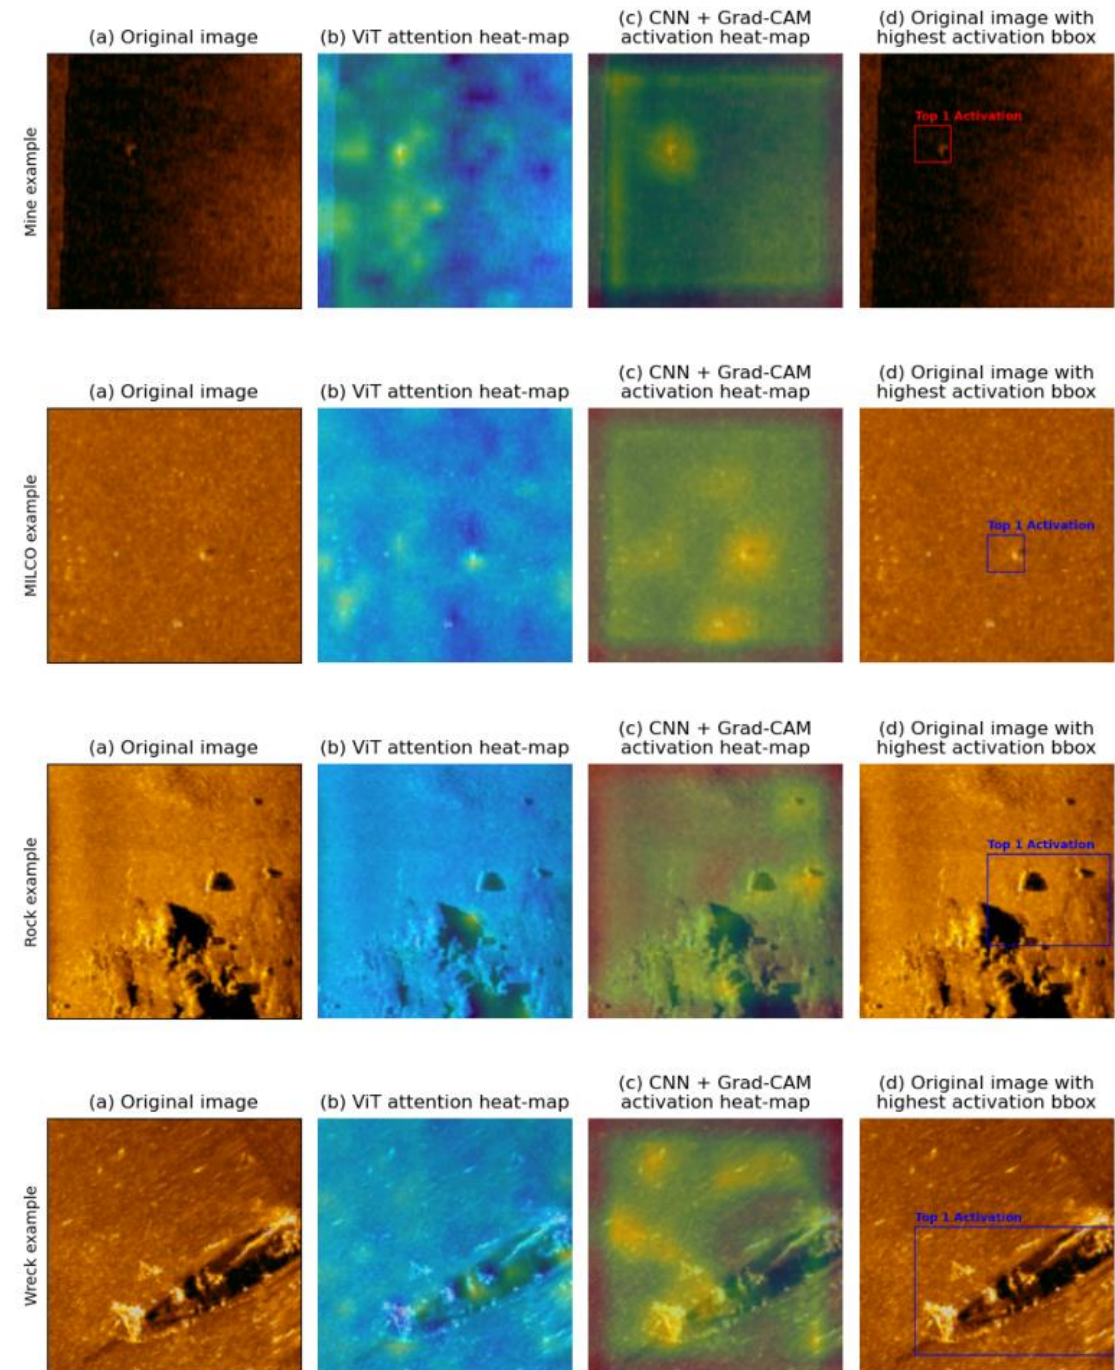 (a) Original image
(b) ViT attention heat-map
(c) CNN + Grad-CAM
activation heat-map
(d) Original image with
highest activation bbox
Mine example
Top 1 Activation
(a) Original image
(b) ViT attention heat-map
(c) CNN + Grad-CAM
activation heat-map
(d) Original image with
highest activation bbox
MILCO example
Top 1 Activation
(a) Original image
(b) ViT attention heat-map
(c) CNN + Grad-CAM
activation heat-map
(d) Original image with
highest activation bbox
Rock example
Top 1 Activation
(a) Original image
(b) ViT attention heat-map
(c) CNN + Grad-CAM
activation heat-map
(d) Original image with
highest activation bbox
Wreck example
Top 1 Activation